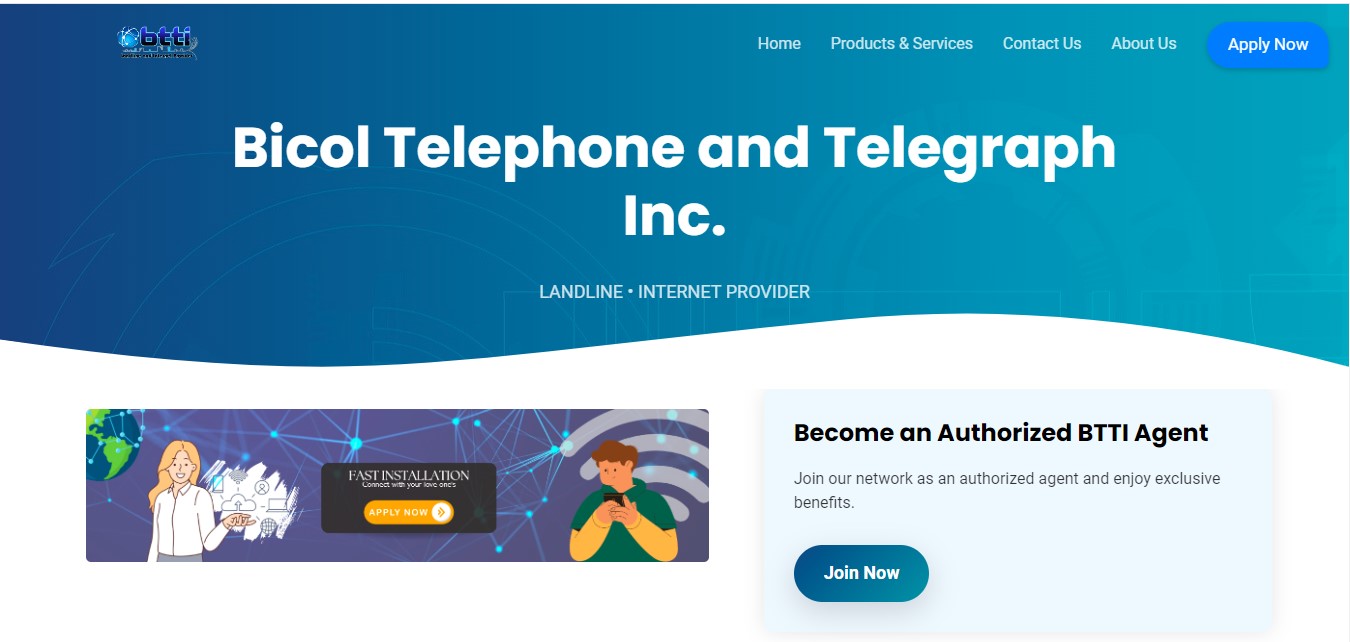 btti
Home
Products & Services
Contact Us
About Us
Apply Now
Bicol Telephone and Telegraph
Inc.
LANDLINE • INTERNET PROVIDER
FAST INSTALLATION
Connect with your love one's
APPLY NOW
Become an Authorized BTTI Agent
Join our network as an authorized agent and enjoy exclusive
benefits.
Join Now